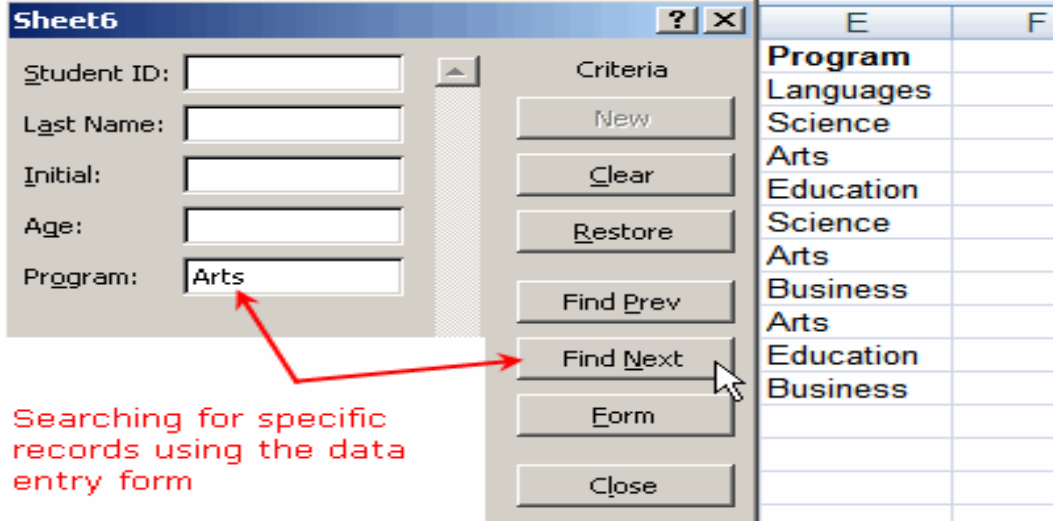 Sheet6
?
X
Student ID:
Last Name:
Initial:
Age:
Program:
Arts
Criteria
New
Clear
Restore
Find Prev
Find Next
Form
Close
Searching for specific
records using the data
entry form
E
F
Program
Languages
Science
Arts
Education
Science
Arts
Business
Arts
Education
Business